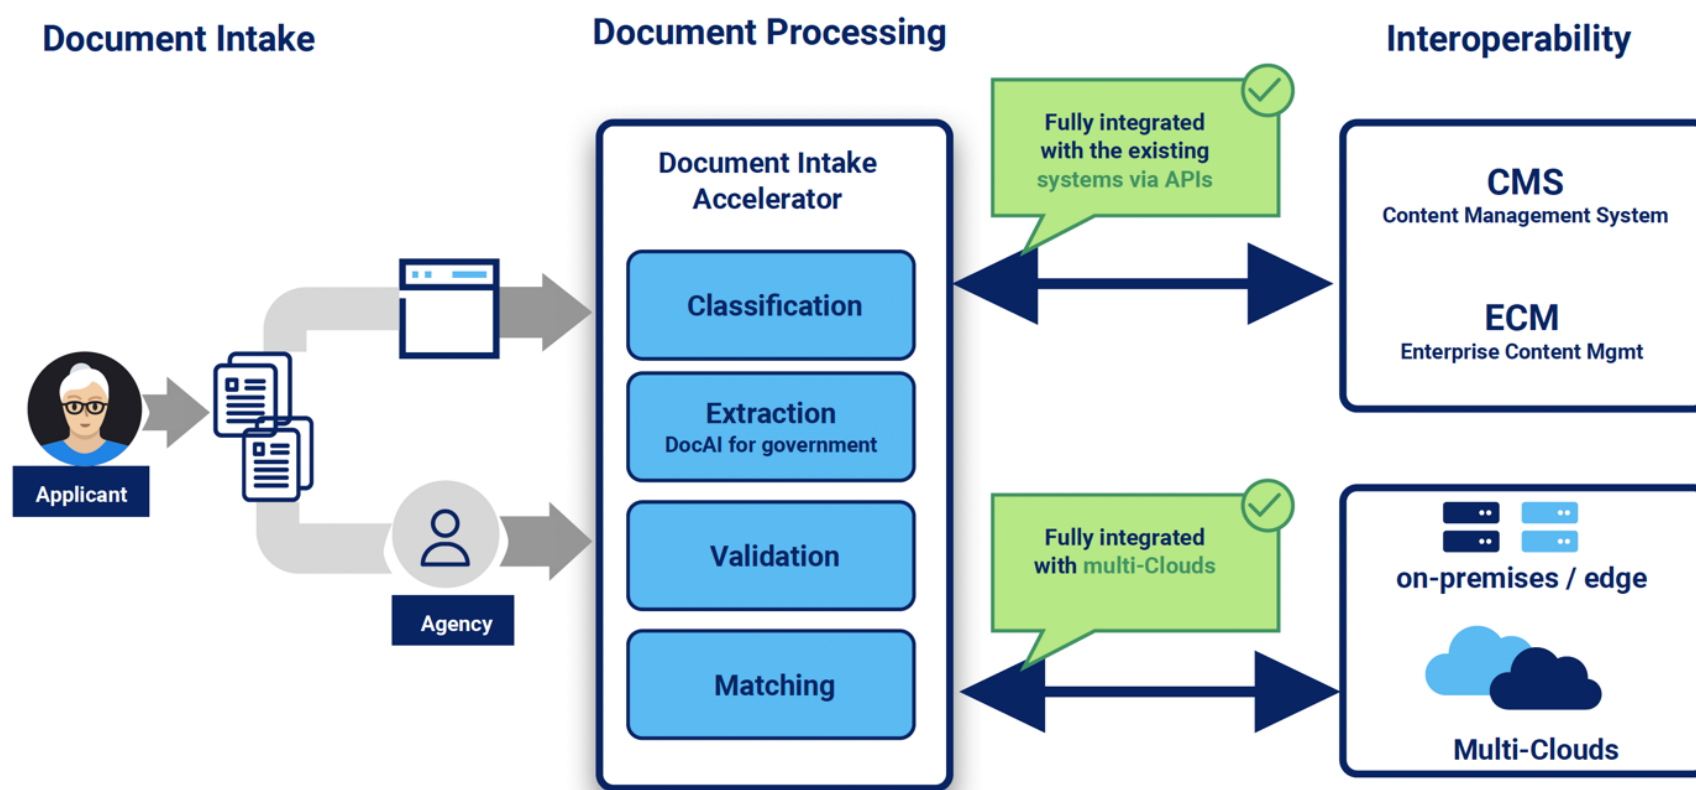 Document Intake
Document Processing
Interoperability
Applicant
Agency
Document Intake
Accelerator
Classification
Extraction
DocAI for government
Validation
Matching
Fully integrated
with the existing
systems via APIs
Fully integrated
with multi-Clouds
CMS
Content Management System
ECM
Enterprise Content Mgmt
on-premises / edge
Multi-Clouds